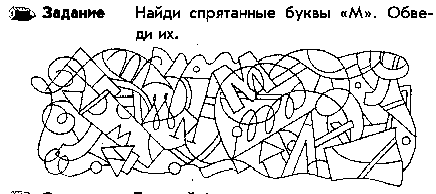 Задание Найди спрятанные буквы «М». Обве-
ди их.